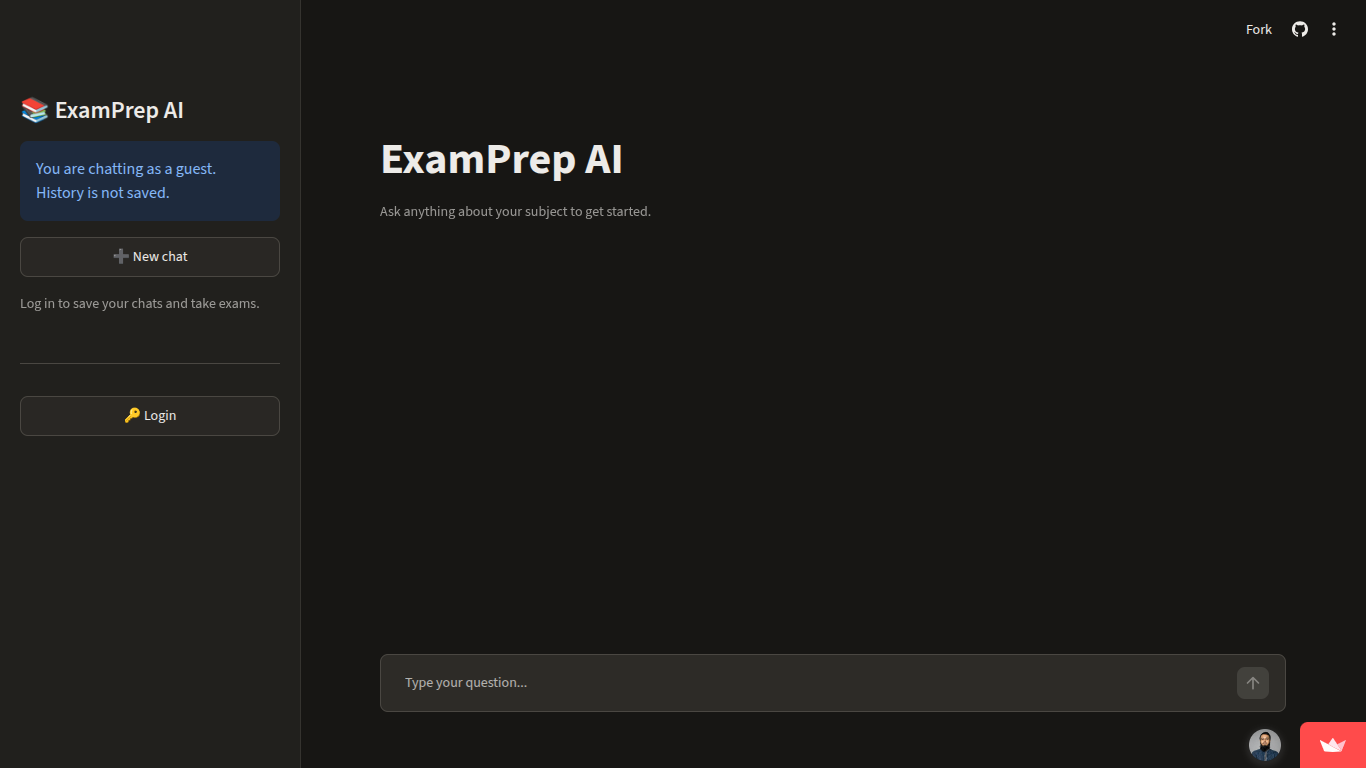 Fork
📚 ExamPrep AI
You are chatting as a guest.
History is not saved.
➕ New chat
Log in to save your chats and take exams.
🔑 Login
ExamPrep AI
Ask anything about your subject to get started.
Type your question...